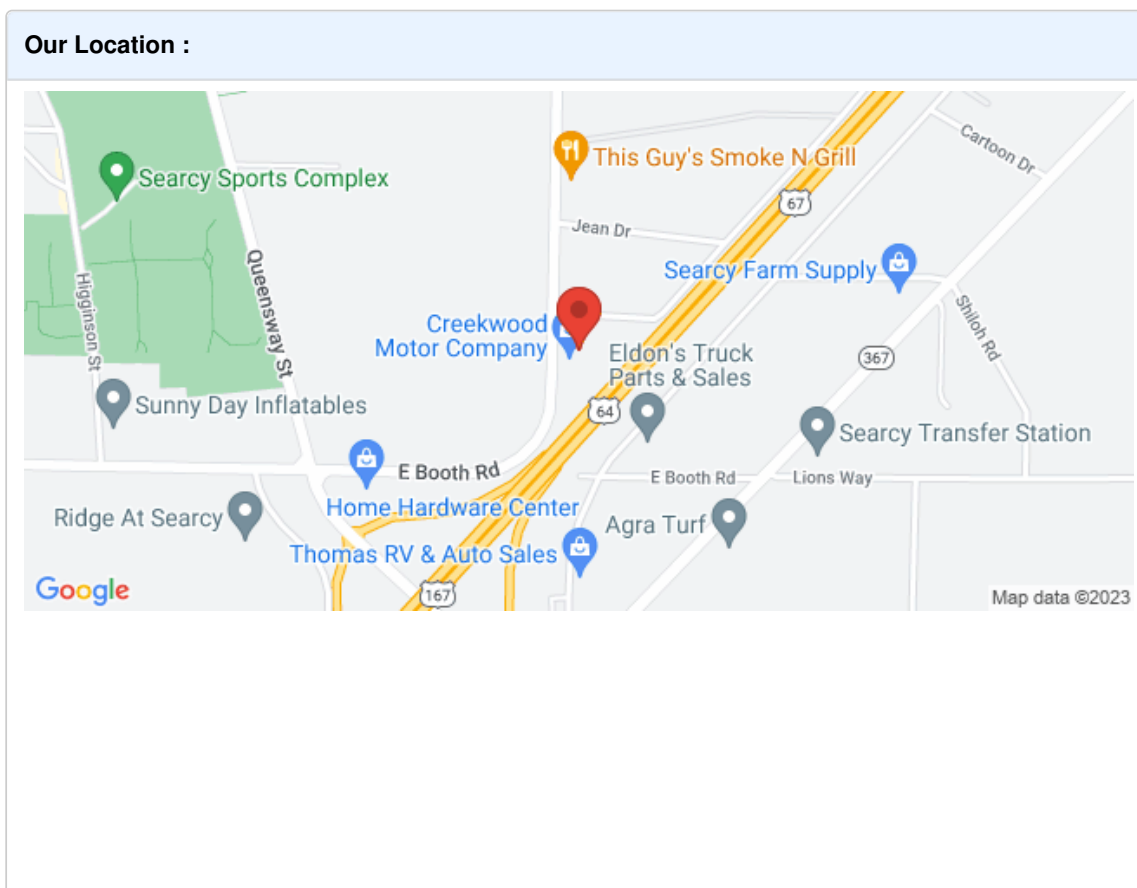 Our Location :
This Guy's Smoke N Grill
Cartoon Dr
Searcy Sports Complex
67
Jean Dr
Queensway St
Higginson St
Searcy Farm Supply
Creekwood
Motor Company
Shiloh Rd
Eldon's Truck
Parts & Sales
367
Sunny Day Inflatables
64
Searcy Transfer Station
E Booth Rd
E Booth Rd
Lions Way
Home Hardware Center
Ridge At Searcy
Agra Turf
Thomas RV & Auto Sales
Google
167
Map data ©2023